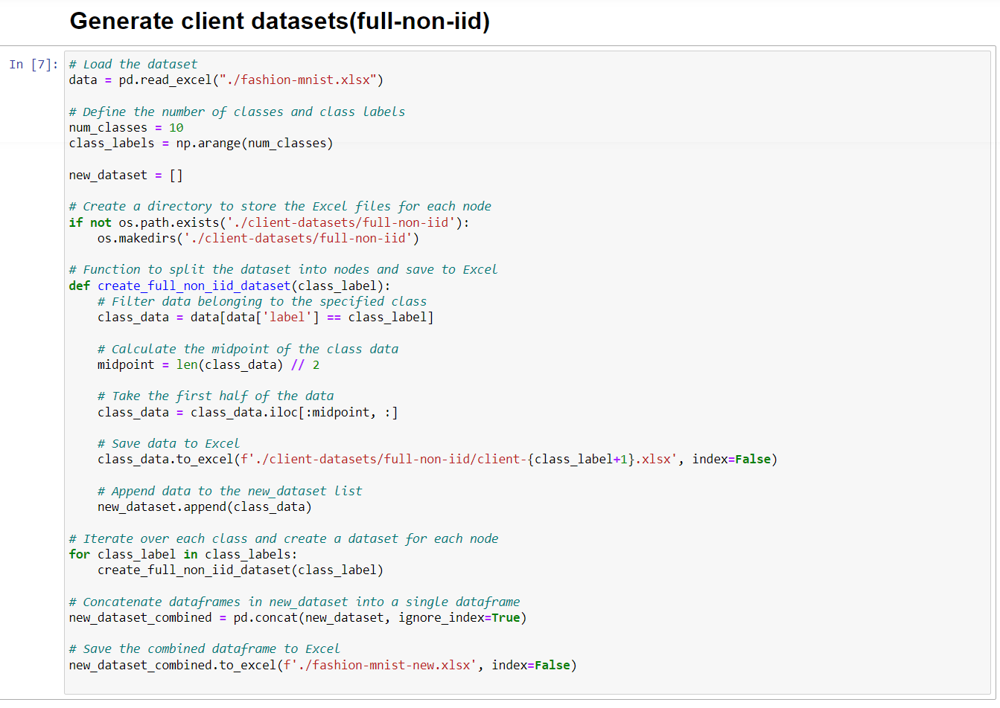 Generate client datasets(full-non-iid)
In [7]:
# Load the dataset
data = pd.read_excel("./fashion-mnist.xlsx")
# Define the number of classes and class labels
num_classes = 10
class_labels = np.arange(num_classes)
new_dataset = []
# Create a directory to store the Excel files for each node
if not os.path.exists('./client-datasets/full-non-iid'):
    os.makedirs('./client-datasets/full-non-iid')
# Function to split the dataset into nodes and save to Excel
def create_full_non_iid_dataset(class_label):
    # Filter data belonging to the specified class
    class_data = data[data['label'] == class_label]
    # Calculate the midpoint of the class data
    midpoint = len(class_data) // 2
    # Take the first half of the data
    class_data = class_data.iloc[:midpoint, :]
    # Save data to Excel
    class_data.to_excel(f'./client-datasets/full-non-iid/client-{class_label+1}.xlsx', index=False)
    # Append data to the new_dataset list
    new_dataset.append(class_data)
# Iterate over each class and create a dataset for each node
for class_label in class_labels:
    create_full_non_iid_dataset(class_label)
# Concatenate dataframes in new_dataset into a single dataframe
new_dataset_combined = pd.concat(new_dataset, ignore_index=True)
# Save the combined dataframe to Excel
new_dataset_combined.to_excel(f'./fashion-mnist-new.xlsx', index=False)